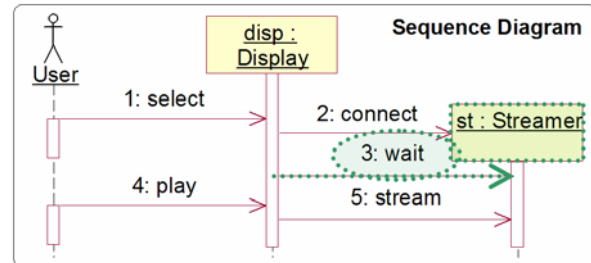 Sequence Diagram
disp :
Display
User
1: select
2: connect
st : Streamer
3: wait
4: play
5: stream